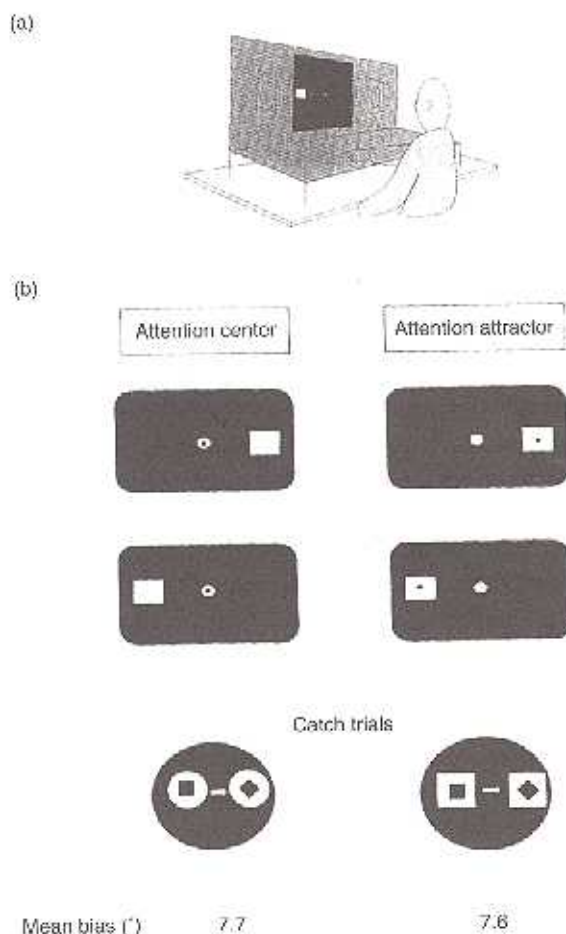 (a)
(b)
Attention center
Attention attractor
Catch trials
Mean bias (°) 7.7 7.6